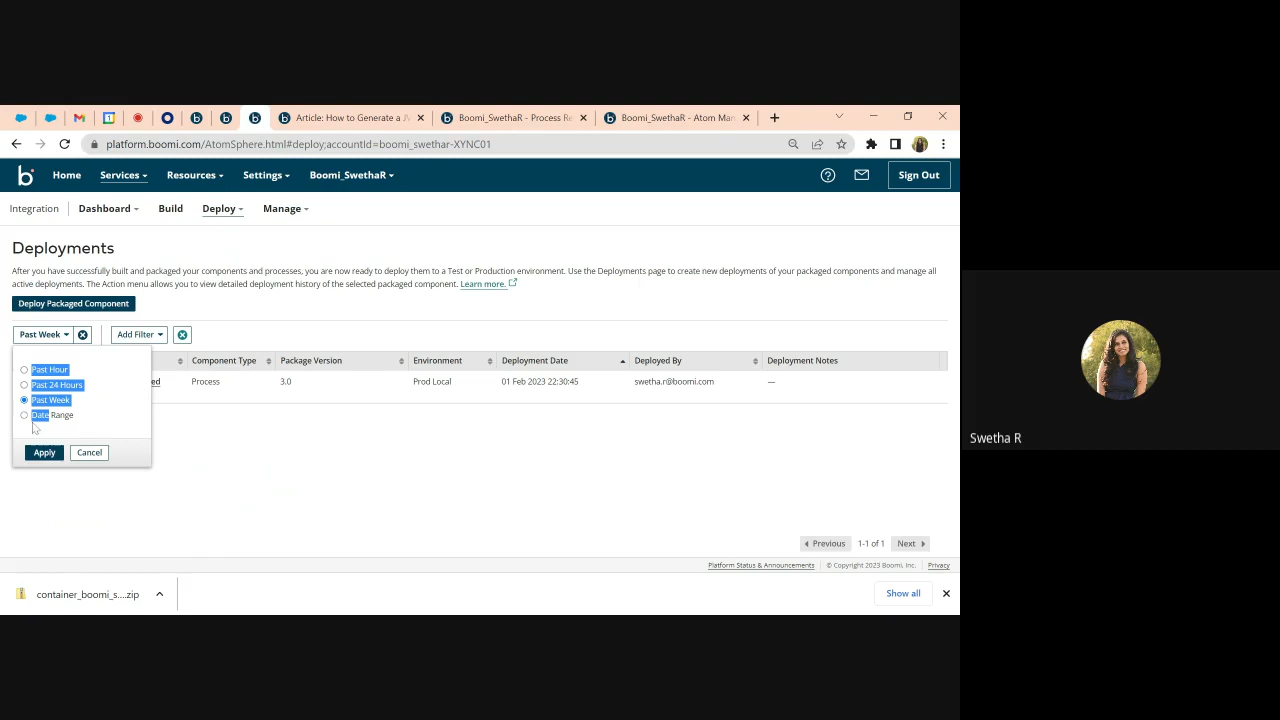 Article: How to Generate a JV
Boomi_SwethaR - Process Re
Boomi_SwethaR - Atom Man
platform.boomi.com/AtomSphere.html#deploy;accountId=boomi_swethar-XYNC01
b Home Services Resources Settings Boomi_SwethaR Sign Out
Integration Dashboard Build Deploy Manage
Deployments
After you have successfully built and packaged your components and processes, you are now ready to deploy them to a Test or Production environment. Use the Deployments page to create new deployments of your packaged components and manage all
active deployments. The Action menu allows you to view detailed deployment history of the selected packaged component. Learn more.
Deploy Packaged Component
Past Week Add Filter
Component Type Package Version Environment Deployment Date Deployed By Deployment Notes
Past Hour
ed Process 3.0 Prod Local 01 Feb 2023 22:30:45 swetha.r@boomi.com —
Past 24 Hours
Past Week
Date Range
Apply Cancel
Swetha R
Previous 1-1 of 1 Next
Platform Status & Announcements © Copyright 2023 Boomi, Inc. Privacy
container_boomi_s....zip Show all